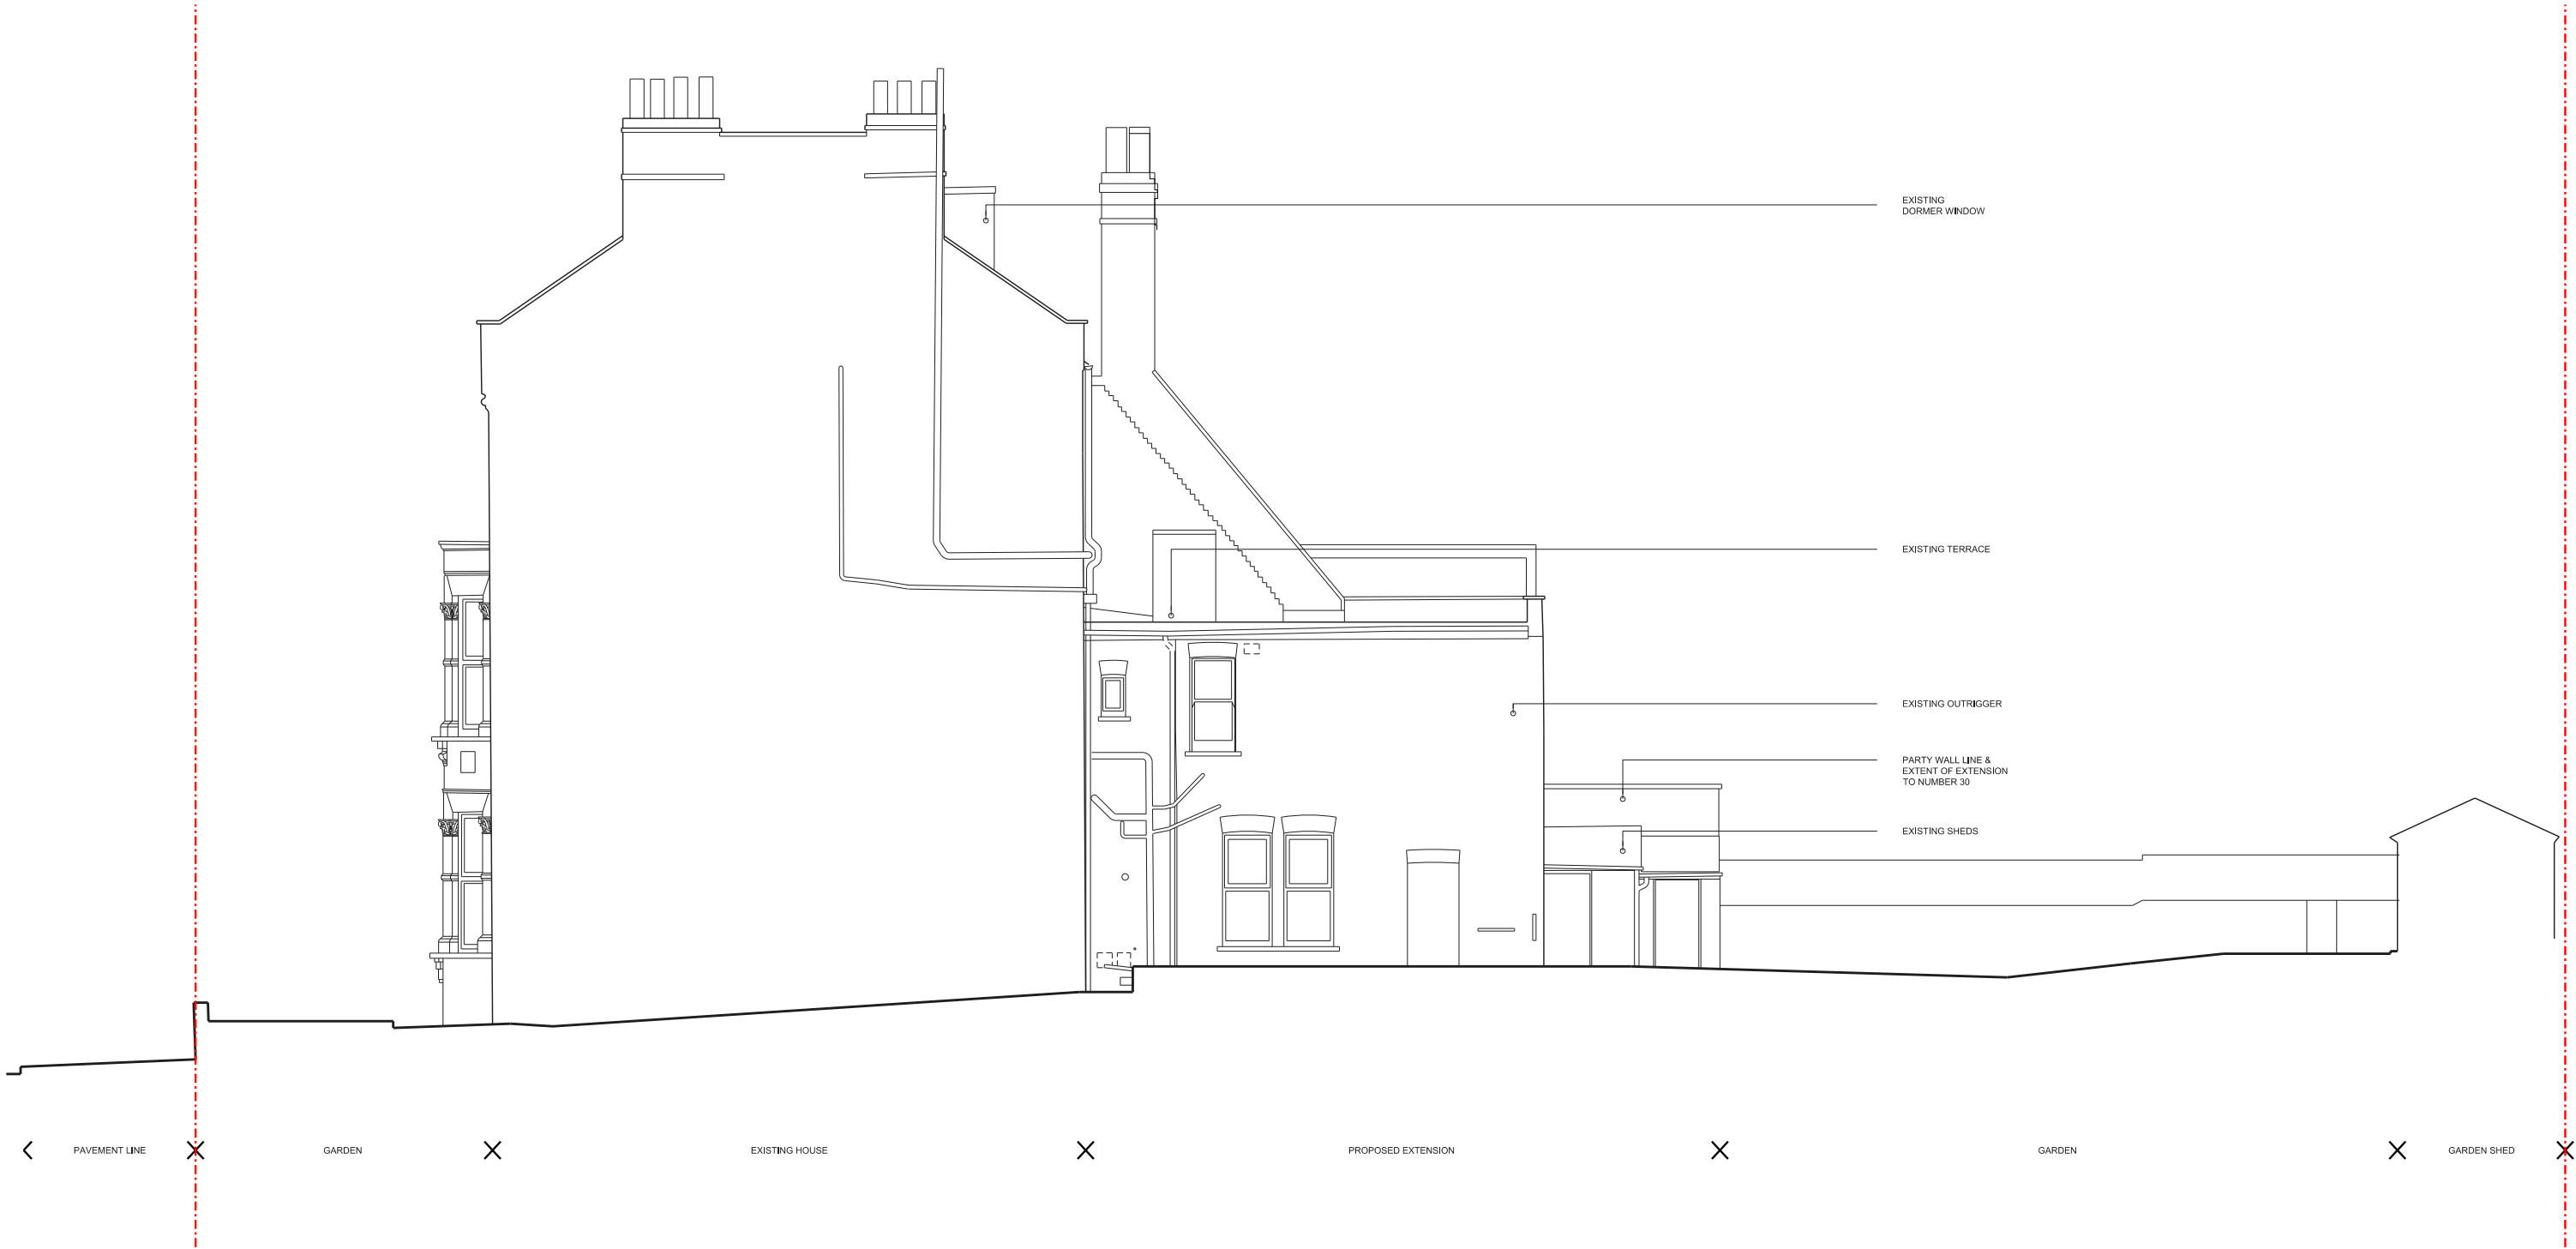 EXISTING
DORMER WINDOW
EXISTING TERRACE
EXISTING OUTRIGGER
PARTY WALL LINE &
EXTENT OF EXTENSION
TO NUMBER 30
EXISTING SHEDS
PAVEMENT LINE
GARDEN
EXISTING HOUSE
PROPOSED EXTENSION
GARDEN
GARDEN SHED